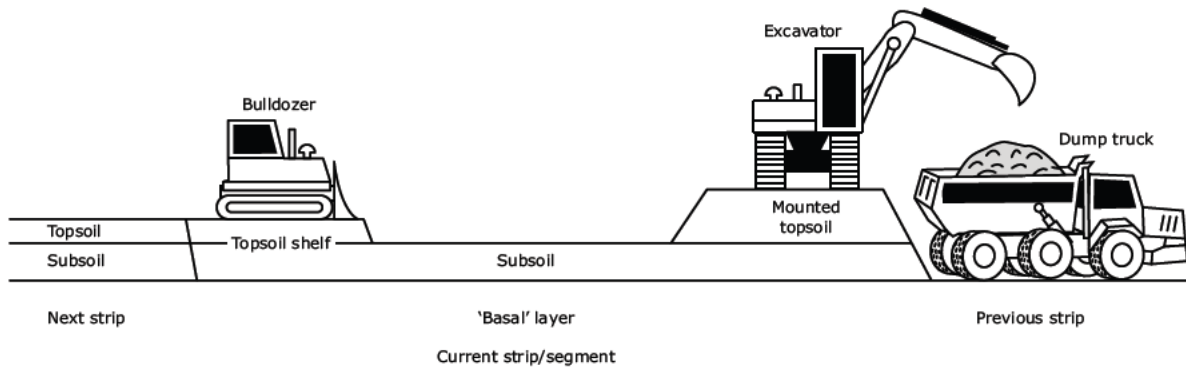 Excavator
Bulldozer
Dump truck
Mounted
topsoil
Topsoil
Topsoil shelf
Subsoil
Subsoil
Next strip
‘Basal’ layer
Previous strip
Current strip/segment